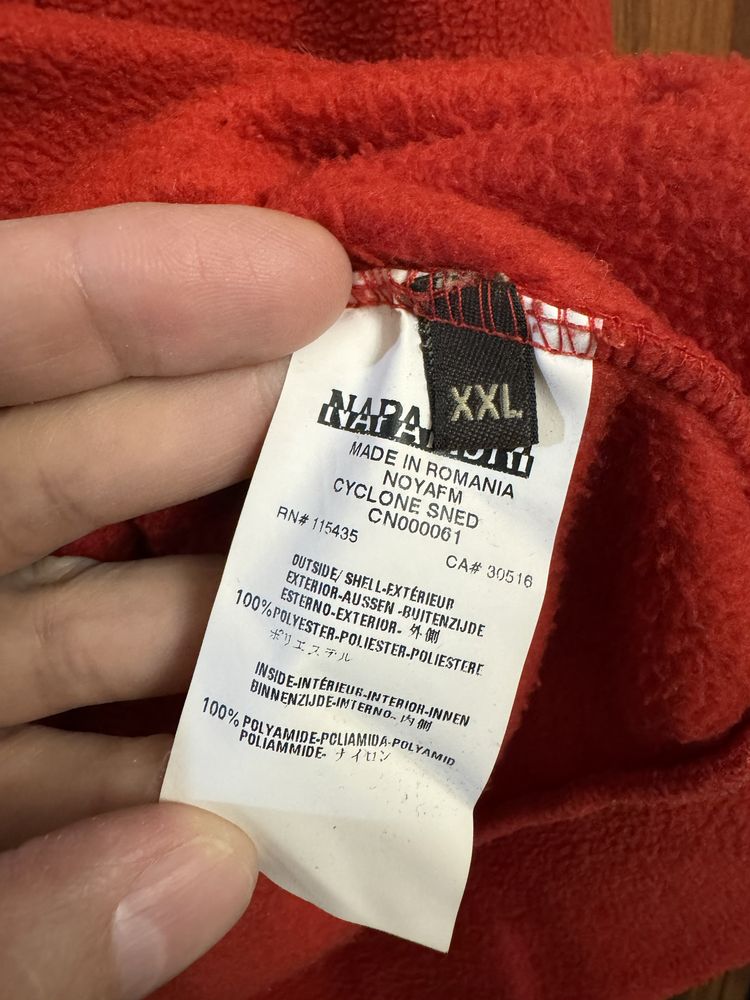 XXL
MADE IN ROMANIA
NOYAFM
CYCLONE SNED
CN000061
RN# 115435
CA# 30516
OUTSIDE/ SHELL-EXTÉRIEUR
EXTERIOR-AUSSEN-BUITENZIJDE
ESTERNO-EXTERIOR- 外側
100% POLYESTER-POLIESTER-POLIESTERE
ポリエステル
INSIDE-INTÉRIEUR-INTERIOR-INNEN
BINNENZIJDE-INTERNO- 内側
100% POLYAMIDE-POLIAMIDA-POLYAMID
POLIAMMIDE- ナイロン